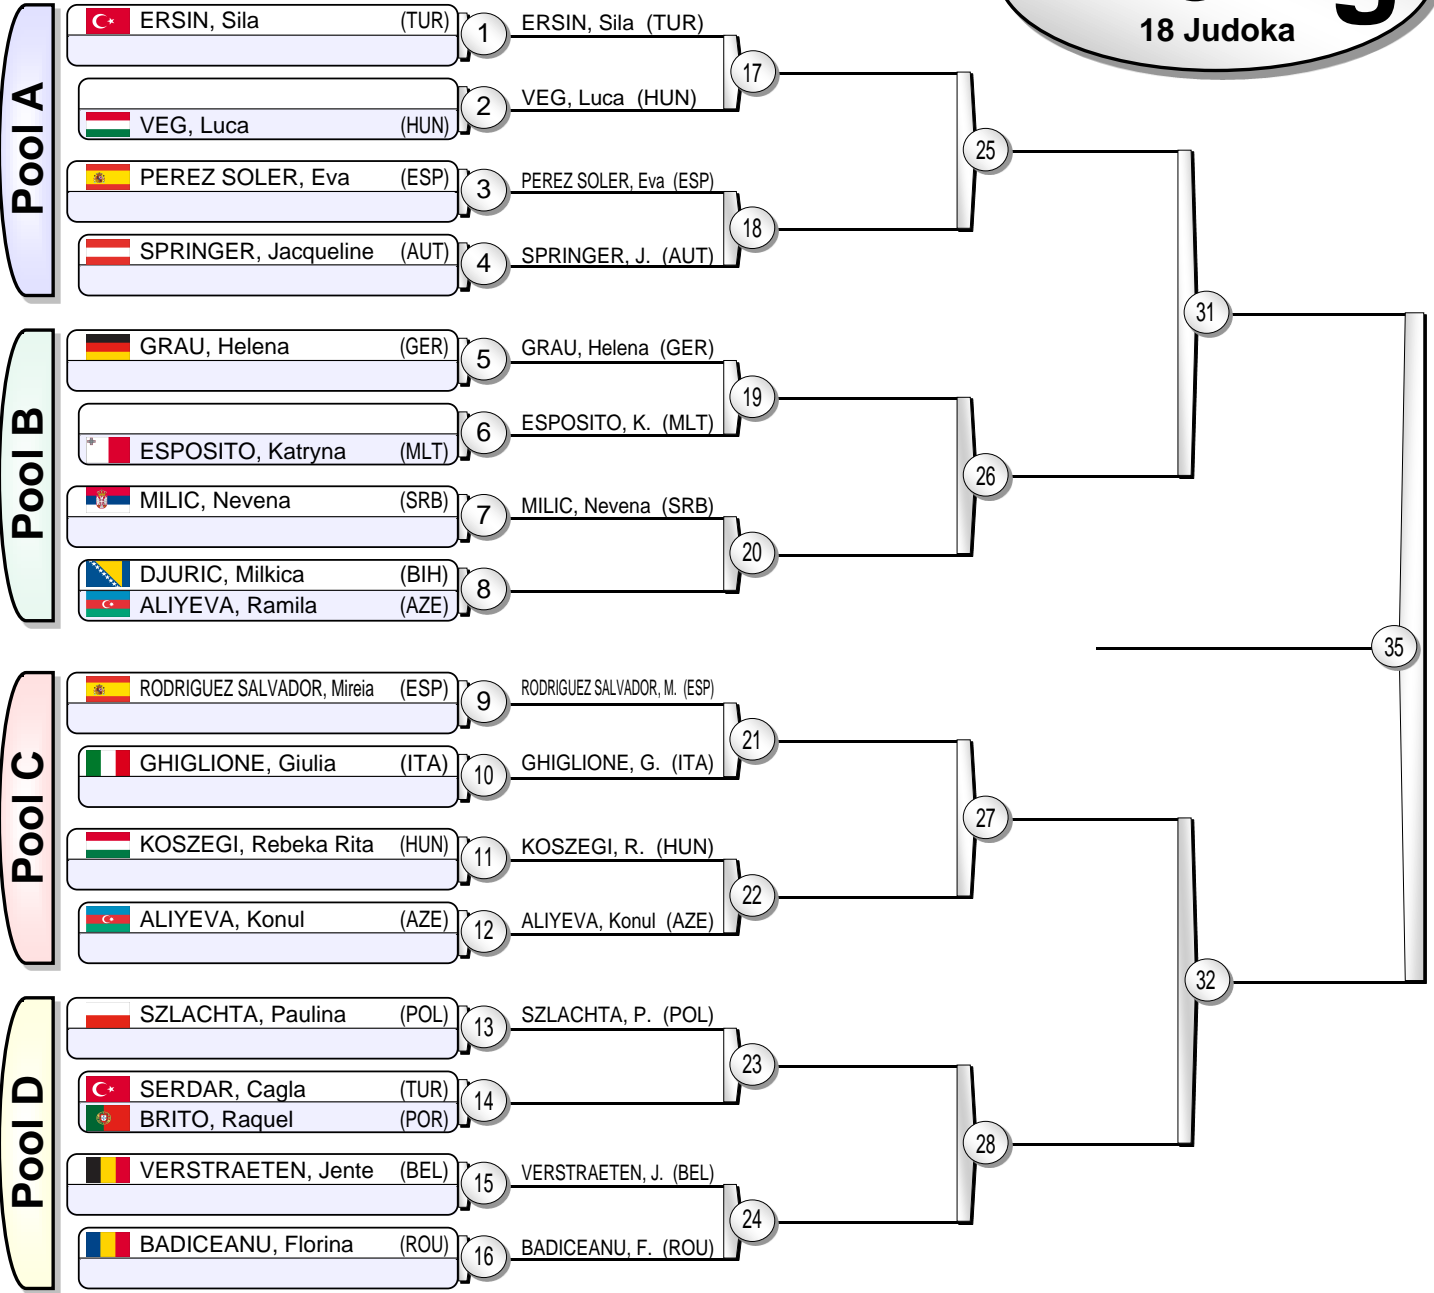 18 Judoka
Pool A
ERSIN, Sila (TUR) 1 ERSIN, Sila (TUR)
17
2 VEG, Luca (HUN)
VEG, Luca (HUN)
25
PEREZ SOLER, Eva (ESP) 3 PEREZ SOLER, Eva (ESP)
18
SPRINGER, Jacqueline (AUT) 4 SPRINGER, J. (AUT)
31
Pool B
GRAU, Helena (GER) 5 GRAU, Helena (GER)
19
6 ESPOSITO, K. (MLT)
ESPOSITO, Katryna (MLT)
26
MILIC, Nevena (SRB) 7 MILIC, Nevena (SRB)
20
DJURIC, Milkica (BIH) 8
ALIYEVA, Ramila (AZE)
35
Pool C
RODRIGUEZ SALVADOR, Mireia (ESP) 9 RODRIGUEZ SALVADOR, M. (ESP)
21
GHIGLIONE, Giulia (ITA) 10 GHIGLIONE, G. (ITA)
27
KOSZEGI, Rebeka Rita (HUN) 11 KOSZEGI, R. (HUN)
22
ALIYEVA, Konul (AZE) 12 ALIYEVA, Konul (AZE)
32
Pool D
SZLACHTA, Paulina (POL) 13 SZLACHTA, P. (POL)
23
SERDAR, Cagla (TUR) 14
BRITO, Raquel (POR)
28
VERSTRAETEN, Jente (BEL) 15 VERSTRAETEN, J. (BEL)
24
BADICEANU, Florina (ROU) 16 BADICEANU, F. (ROU)